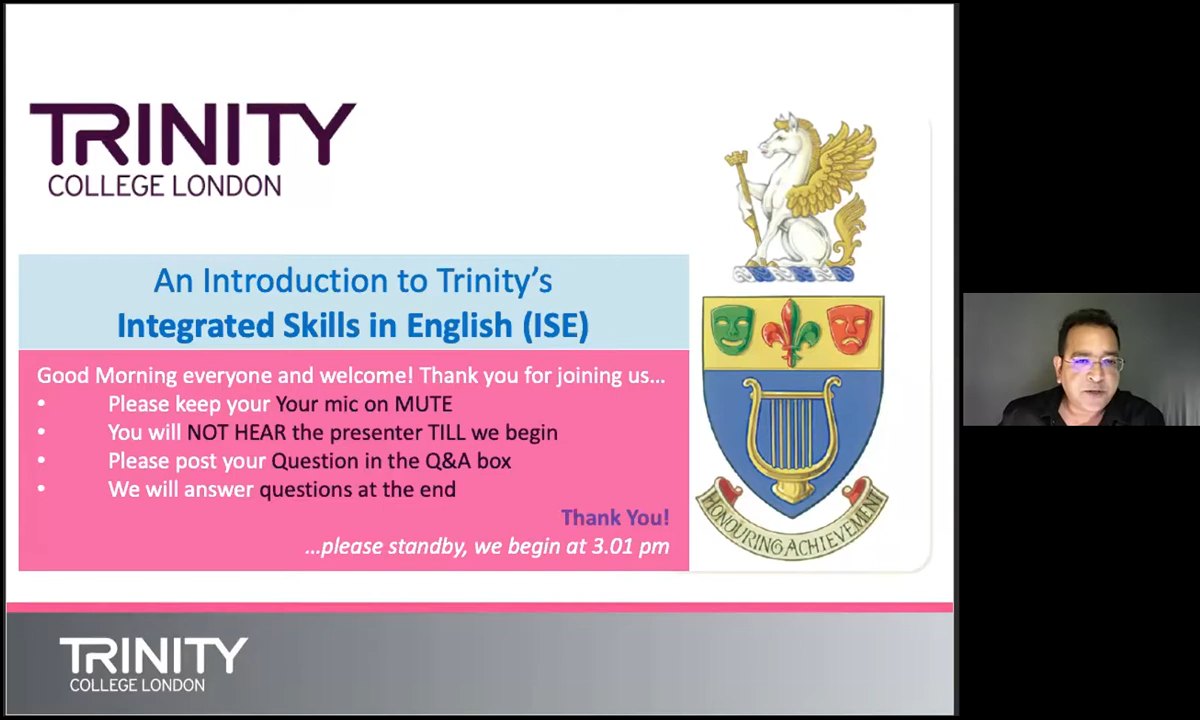 TRINITY
COLLEGE LONDON
An Introduction to Trinity's
Integrated Skills in English (ISE)
Good Morning everyone and welcome! Thank you for joining us...
• Please keep your Your mic on MUTE
• You will NOT HEAR the presenter TILL we begin
• Please post your Question in the Q&A box
• We will answer questions at the end
Thank You!
...please standby, we begin at 3.01 pm
HONOURING ACHIEVEMENT
TRINITY
COLLEGE LONDON